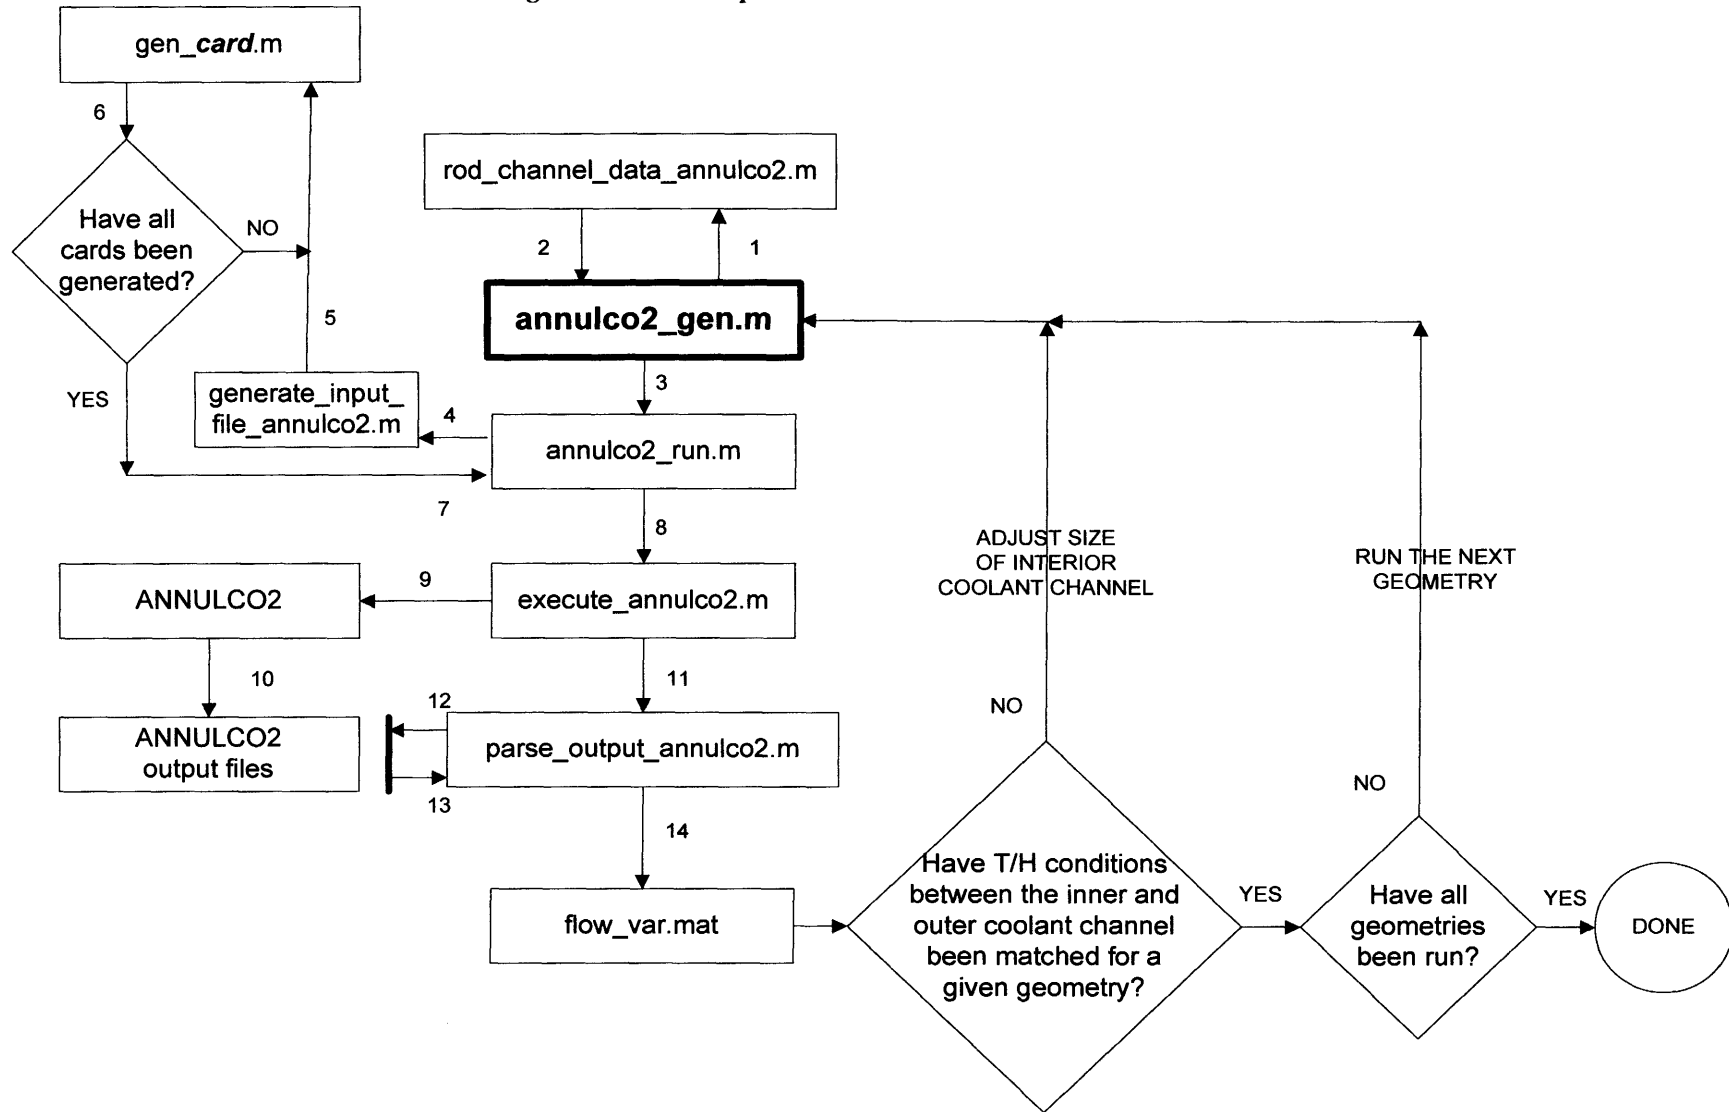 gen_card.m
6
rod_channel_data_annulco2.m
Have all
cards been
generated?
NO
2
1
annulco2_gen.m
5
3
YES
generate_input_
file_annulco2.m
4
annulco2_run.m
7
8
ADJUST SIZE
OF INTERIOR
COOLANT CHANNEL
RUN THE NEXT
GEOMETRY
ANNULCO2
9
execute_annulco2.m
10
11
12
NO
ANNULCO2
output files
parse_output_annulco2.m
13
NO
14
Have T/H conditions
between the inner and
outer coolant channel
been matched for a
given geometry?
flow_var.mat
YES
Have all
geometries
been run?
YES
DONE